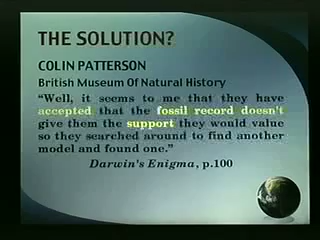 THE SOLUTION?
COLIN PATTERSON
British Museum Of Natural History
“Well, it seems to me that they have
accepted that the fossil record doesn't
give them the support they would value
so they searched around to find another
model and found one.”
Darwin's Enigma, p.100